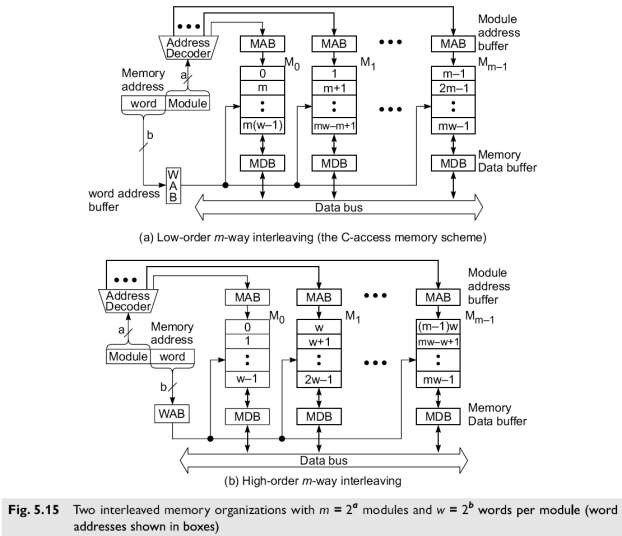 Module
address
buffer
MAB MAB ••• MAB
Address
Decoder
M0 M1 Mm–1
a
Memory
address
word Module
0 1 m–1
m m+1 2m–1
m(w–1) mw–m+1 mw–1
b
MDB MDB MDB
Memory
Data buffer
word address
buffer
W
A
B
Data bus
(a) Low-order m-way interleaving (the C-access memory scheme)
Module
address
buffer
MAB MAB ••• MAB
Address
Decoder
M0 M1 Mm–1
a
Memory
address
Module word
0 w (m–1)w
1 w+1 mw–w+1
w–1 2w–1 mw–1
b
WAB
MDB MDB MDB
Memory
Data buffer
Data bus
(b) High-order m-way interleaving
Fig. 5.15 Two interleaved memory organizations with m = 2^a modules and w = 2^b words per module (word
addresses shown in boxes)